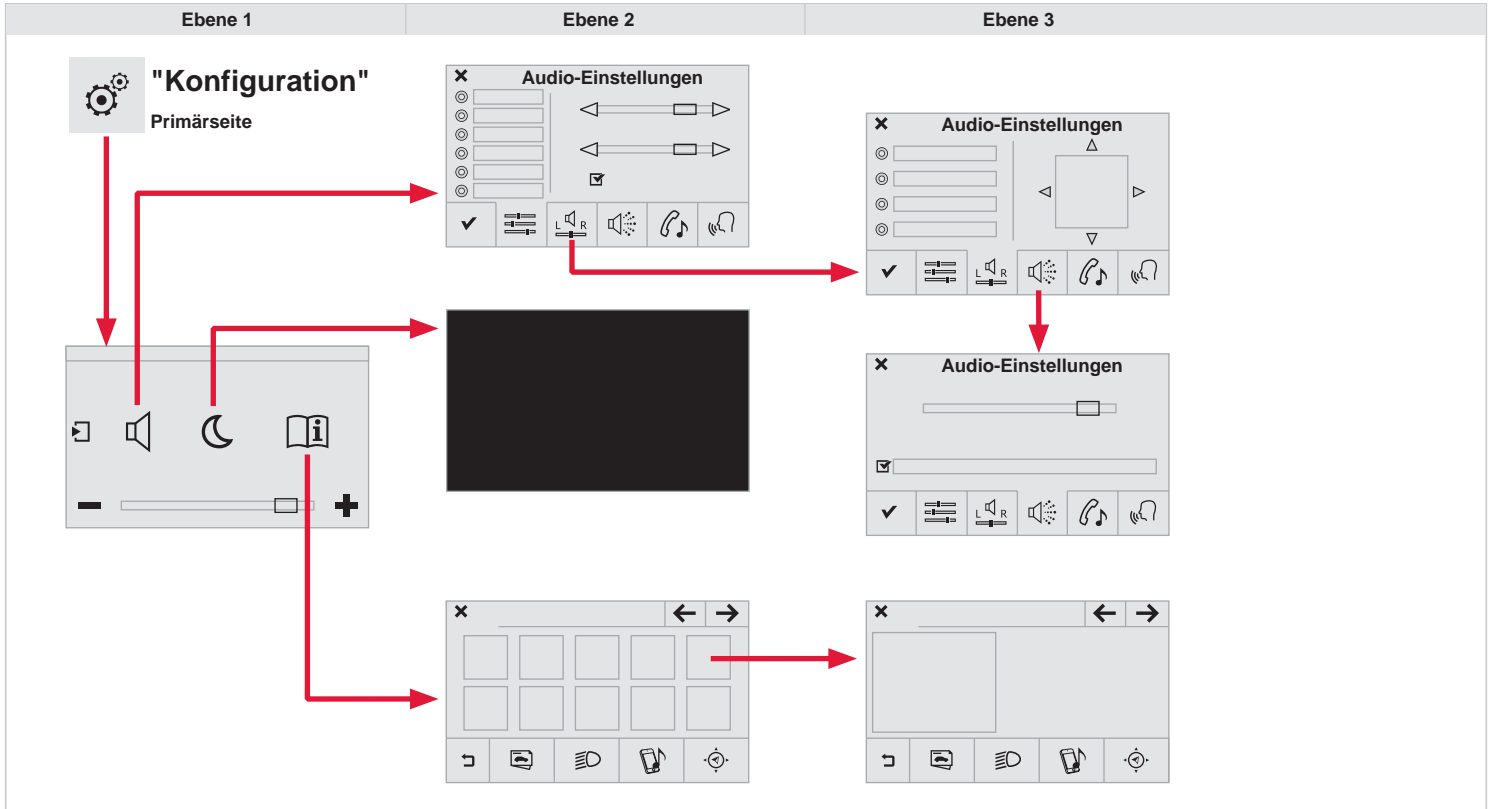 Ebene 1
Ebene 2
Ebene 3
"Konfiguration"
Primärseite
Audio-Einstellungen
L R
Audio-Einstellungen
L R
Audio-Einstellungen
L R
i